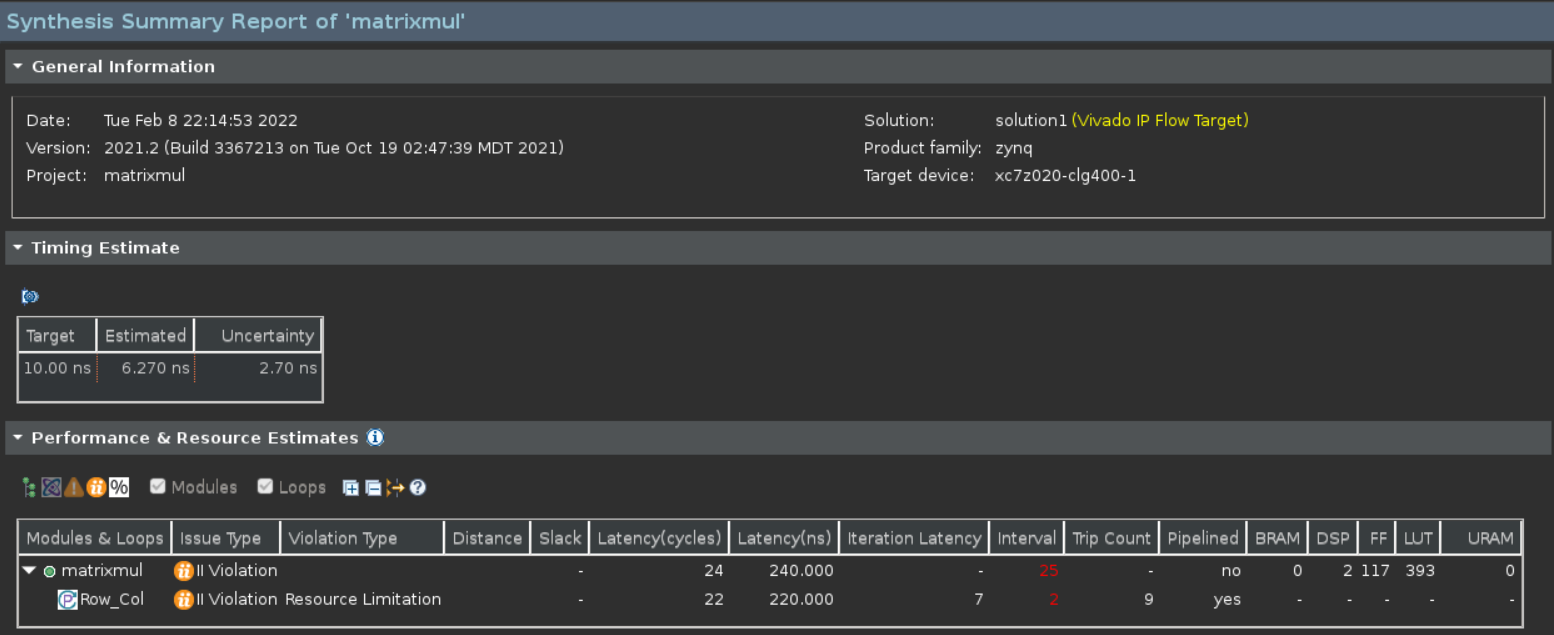 Synthesis Summary Report of 'matrixmul'
General Information
Date: Tue Feb 8 22:14:53 2022 Solution: solution1 (Vivado IP Flow Target)
Version: 2021.2 (Build 3367213 on Tue Oct 19 02:47:39 MDT 2021) Product family: zynq
Project: matrixmul Target device: xc7z020-clg400-1
Timing Estimate
Target Estimated Uncertainty
10.00 ns 6.270 ns 2.70 ns
Performance & Resource Estimates
% Modules Loops
Modules & Loops Issue Type Violation Type Distance Slack Latency(cycles) Latency(ns) Iteration Latency Interval Trip Count Pipelined BRAM DSP FF LUT URAM
matrixmul II Violation - 24 240.000 - 25 - no 0 2 117 393 0
Row_Col II Violation Resource Limitation - 22 220.000 7 2 9 yes - - - - -